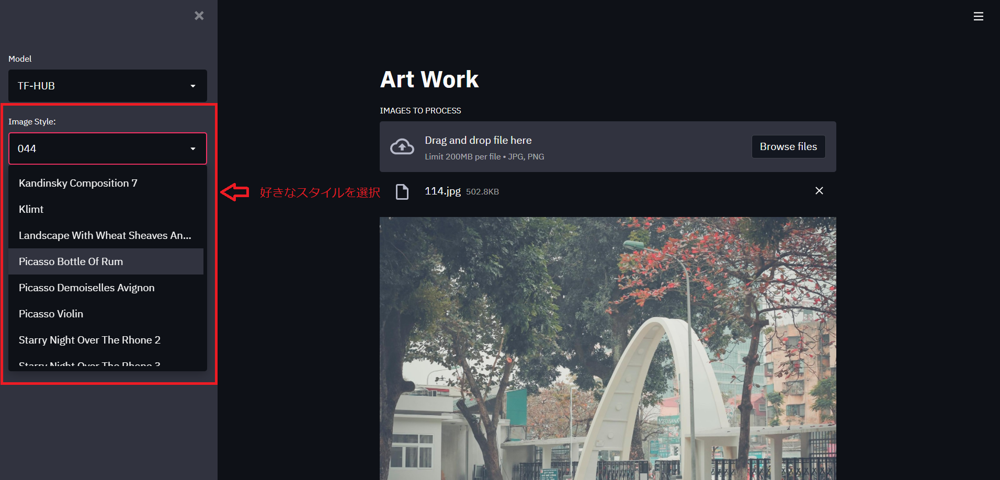 Model
TF-HUB
Image Style:
044
Kandinsky Composition 7
Klimt
Landscape With Wheat Sheaves An...
Picasso Bottle Of Rum
Picasso Demoiselles Avignon
Picasso Violin
Starry Night Over The Rhone 2
Starry Night Over The Rhone 3
好きなスタイルを選択
Art Work
IMAGES TO PROCESS
Drag and drop file here
Limit 200MB per file • JPG, PNG
Browse files
114.jpg 502.8KB
MEDISANA